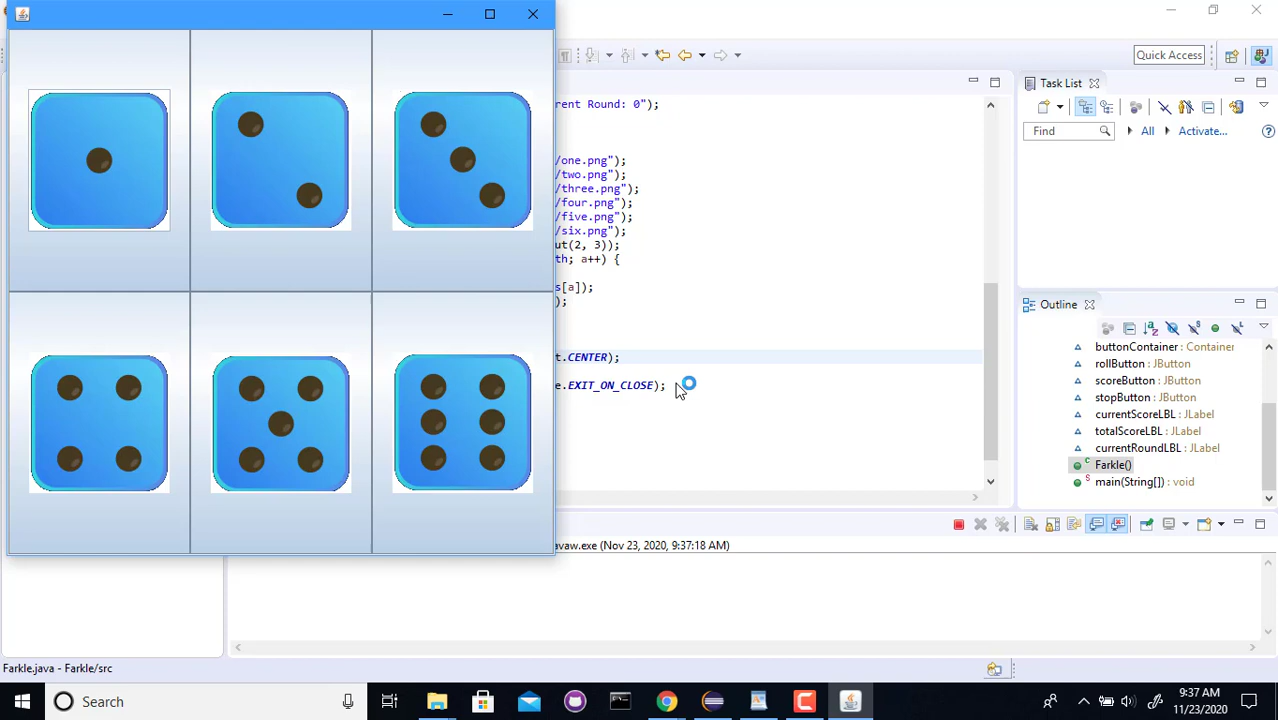 Quick Access
Task List
Find
All
Activate...
rent Round: 0");
/one.png");
/two.png");
/three.png");
/four.png");
/five.png");
/six.png");
ut(2, 3));
th; a++) {
s[a]);
);
t.CENTER);
e.EXIT_ON_CLOSE);
Outline
buttonContainer : Container
rollButton : JButton
scoreButton : JButton
stopButton : JButton
currentScoreLBL : JLabel
totalScoreLBL : JLabel
currentRoundLBL : JLabel
Farkle()
main(String[]) : void
avaw.exe (Nov 23, 2020, 9:37:18 AM)
Farkle.java - Farkle/src
Search
9:37 AM
11/23/2020